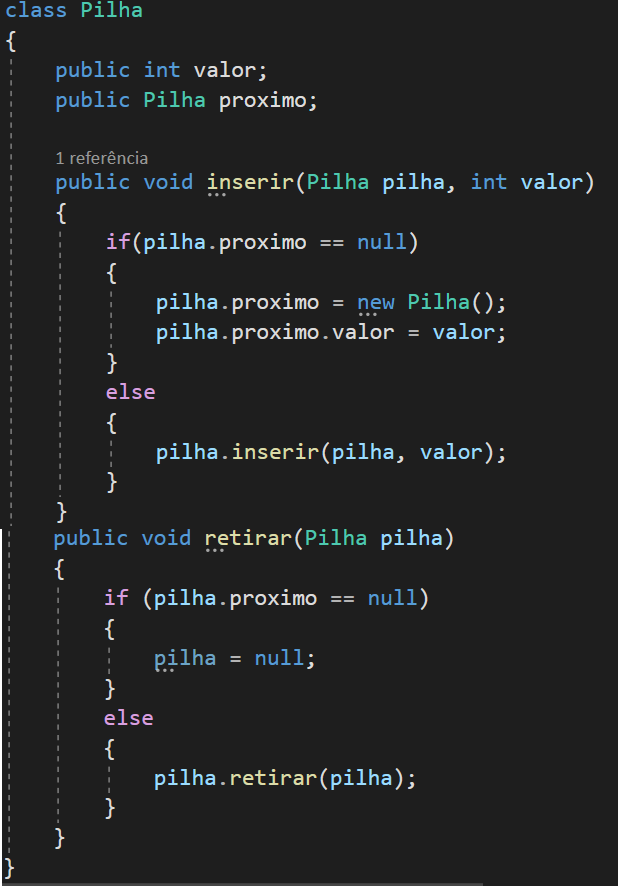 class Pilha
{
public int valor;
public Pilha proximo;
1 referência
public void inserir(Pilha pilha, int valor)
{
if(pilha.proximo == null)
{
pilha.proximo = new Pilha();
pilha.proximo.valor = valor;
}
else
{
pilha.inserir(pilha, valor);
}
}
public void retirar(Pilha pilha)
{
if (pilha.proximo == null)
{
pilha = null;
}
else
{
pilha.retirar(pilha);
}
}
}